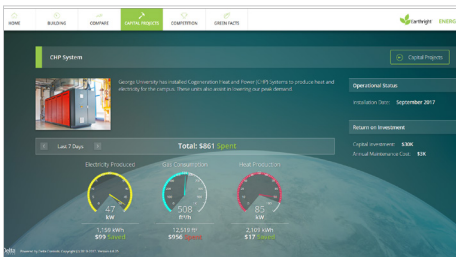 HOME
BUILDING
COMPARE
CAPITAL PROJECTS
COMPETITION
GREEN FACTS
Earthright ENERG
CHP System
Capital Projects
George University has installed Cogeneration Heat and Power (CHP) Systems to produce heat and
electricity for the campus. These units also assist in lowering our peak demand.
Operational Status
Installation Date: September 2017
Return on Investment
Capital Investment: $30K
Annual Maintenance Cost: $3K
Last 7 Days
Total: $861 Spent
Electricity Produced
Gas Consumption
Heat Production
47
kW
508
ft³/h
85
kW
1,159 kWh
$99 Saved
12,519 ft³
$956 Spent
2,101 kWh
$17 Saved